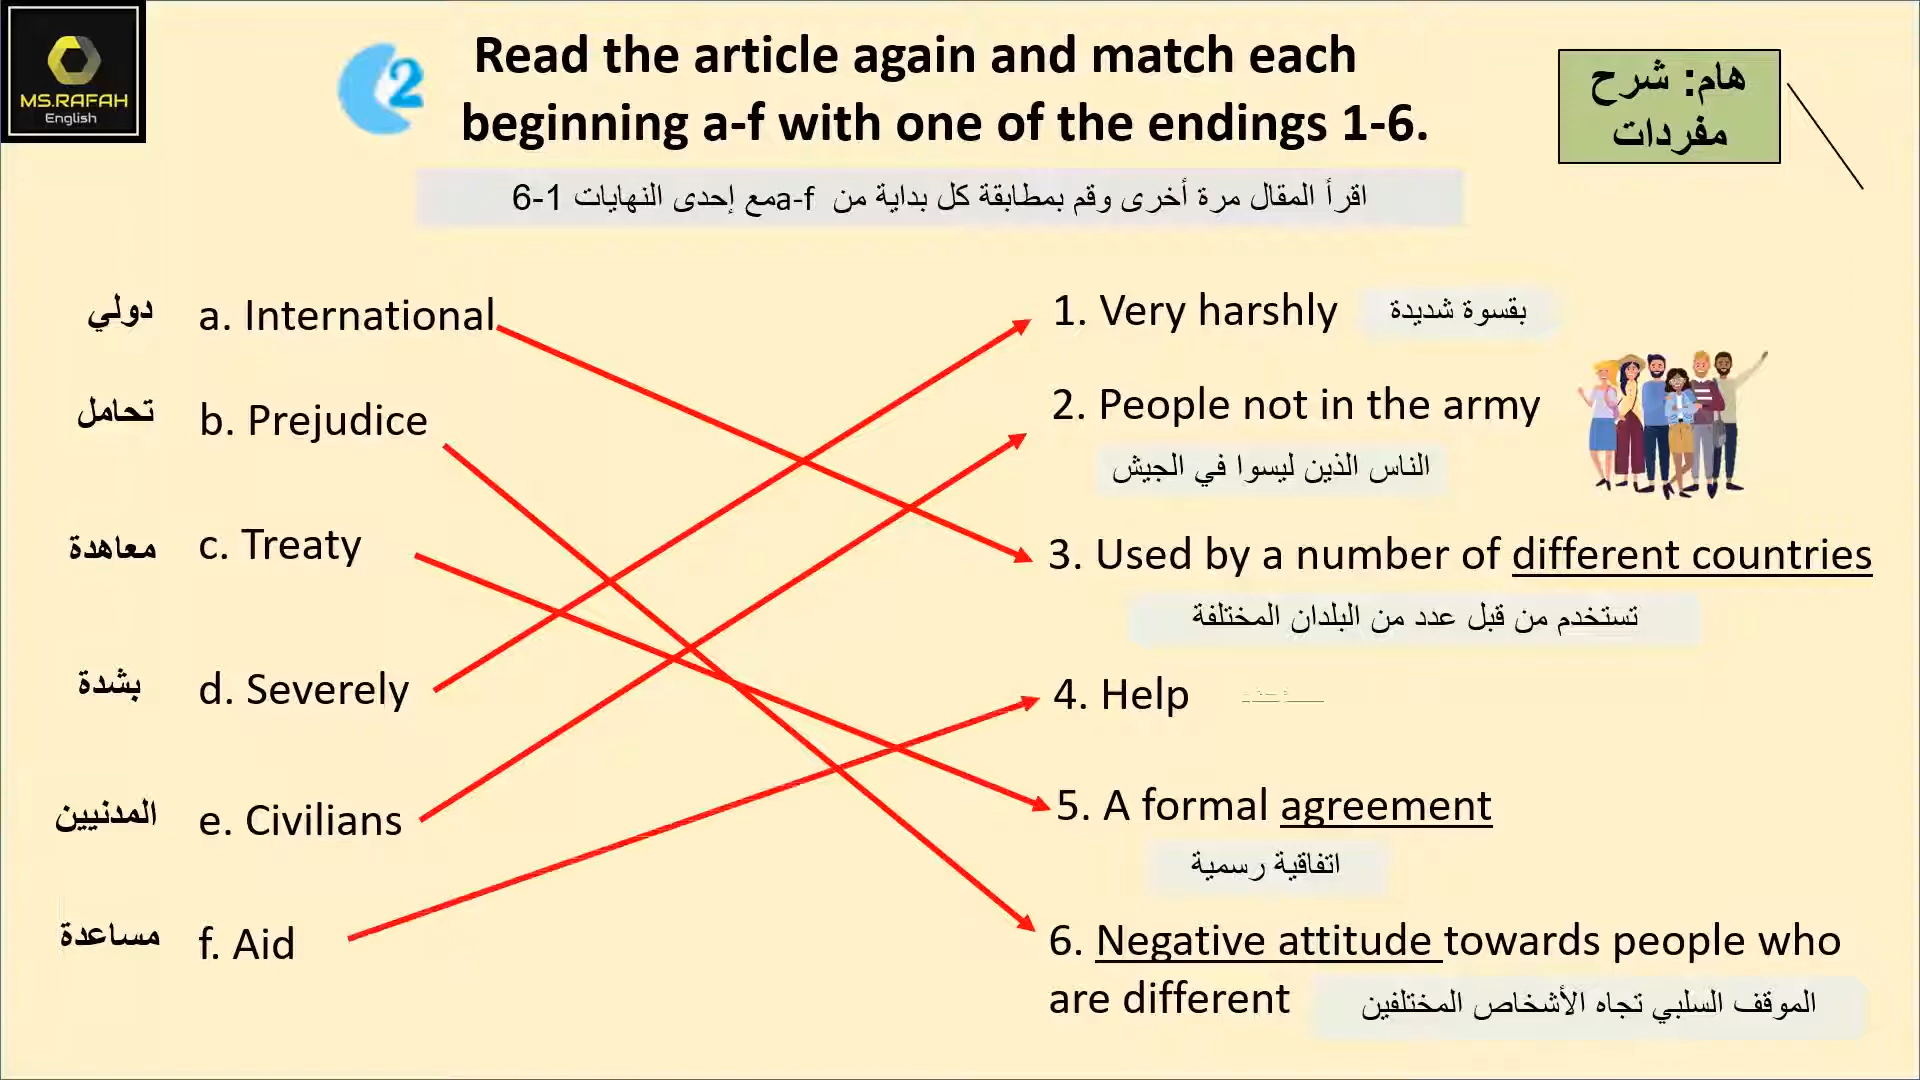 MS.RAFAH
English
2
Read the article again and match each
beginning a-f with one of the endings 1-6.
هام: شرح
مفردات
اقرأ المقال مرة أخرى وقم بمطابقة كل بداية من a-fمع إحدى النهايات 1-6
دولي
a. International
تحامل
b. Prejudice
معاهدة
c. Treaty
بشدة
d. Severely
المدنيين
e. Civilians
مساعدة
f. Aid
1. Very harshly
بقسوة شديدة
2. People not in the army
الناس الذين ليسوا في الجيش
3. Used by a number of different countries
تستخدم من قبل عدد من البلدان المختلفة
4. Help
5. A formal agreement
اتفاقية رسمية
6. Negative attitude towards people who
are different
الموقف السلبي تجاه الأشخاص المختلفين